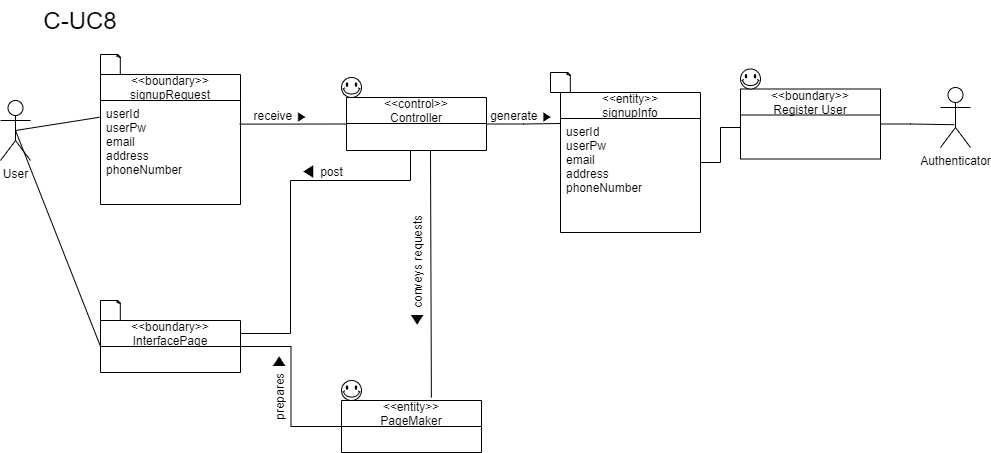 C-UC8
<<boundary>>
signupRequest
userId
userPw
email
address
phoneNumber
User
receive
<<control>>
Controller
generate
<<entity>>
signupInfo
userId
userPw
email
address
phoneNumber
<<boundary>>
Register User
Authenticator
post
conveys requests
<<boundary>>
InterfacePage
prepares
<<entity>>
PageMaker